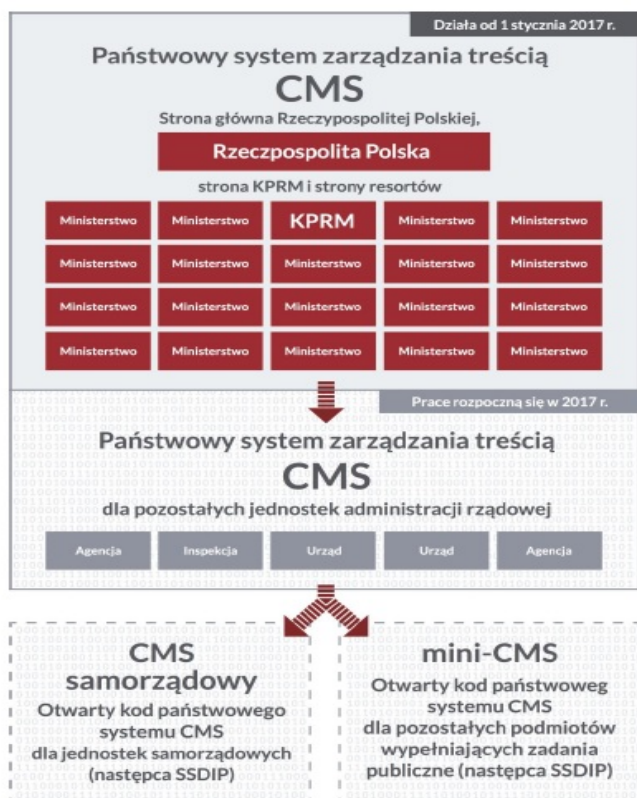 Działa od 1 stycznia 2017 r.
Państwowy system zarządzania treścią
CMS
Strona główna Rzeczypospolitej Polskiej,
Rzeczpospolita Polska
strona KPRM i strony resortów
Ministerstwo Ministerstwo KPRM Ministerstwo Ministerstwo
Ministerstwo Ministerstwo Ministerstwo Ministerstwo Ministerstwo
Ministerstwo Ministerstwo Ministerstwo Ministerstwo Ministerstwo
Ministerstwo Ministerstwo Ministerstwo Ministerstwo Ministerstwo
Prace rozpoczną się w 2017 r.
Państwowy system zarządzania treścią
CMS
dla pozostałych jednostek administracji rządowej
Agencja Inspekcja Urząd Urząd Agencja
CMS
samorządowy
Otwarty kod państwowego
systemu CMS
dla jednostek samorządowych
(następca SSDIP)
mini-CMS
Otwarty kod państwoweg
systemu CMS
dla pozostałych podmiotów
wypełniających zadania
publiczne (następca SSDIP)